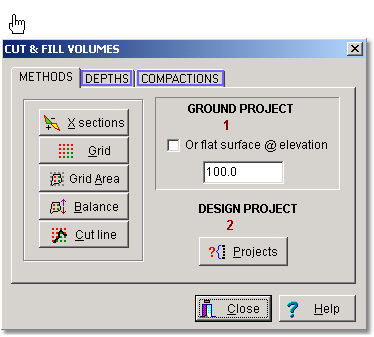 CUT & FILL VOLUMES
METHODS DEPTHS COMPACTIONS
X sections
Grid
Grid Area
Balance
Cut line
GROUND PROJECT
1
Or flat surface @ elevation
100.0
DESIGN PROJECT
2
?{ Projects
Close ? Help